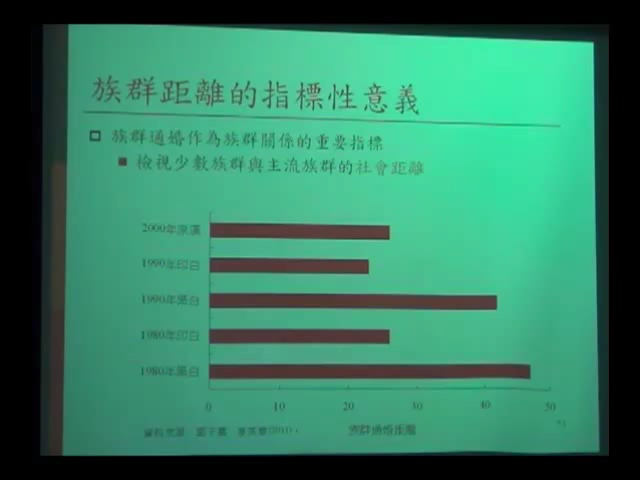 族群距離的指標性意義
族群通婚作為族群關係的重要指標
檢視少數族群與主流族群的社會距離
2000年原漢
1990年印白
1990年黑白
1980年印白
1980年黑白
0 10 20 30 40 50
族群通婚距離
資料來源